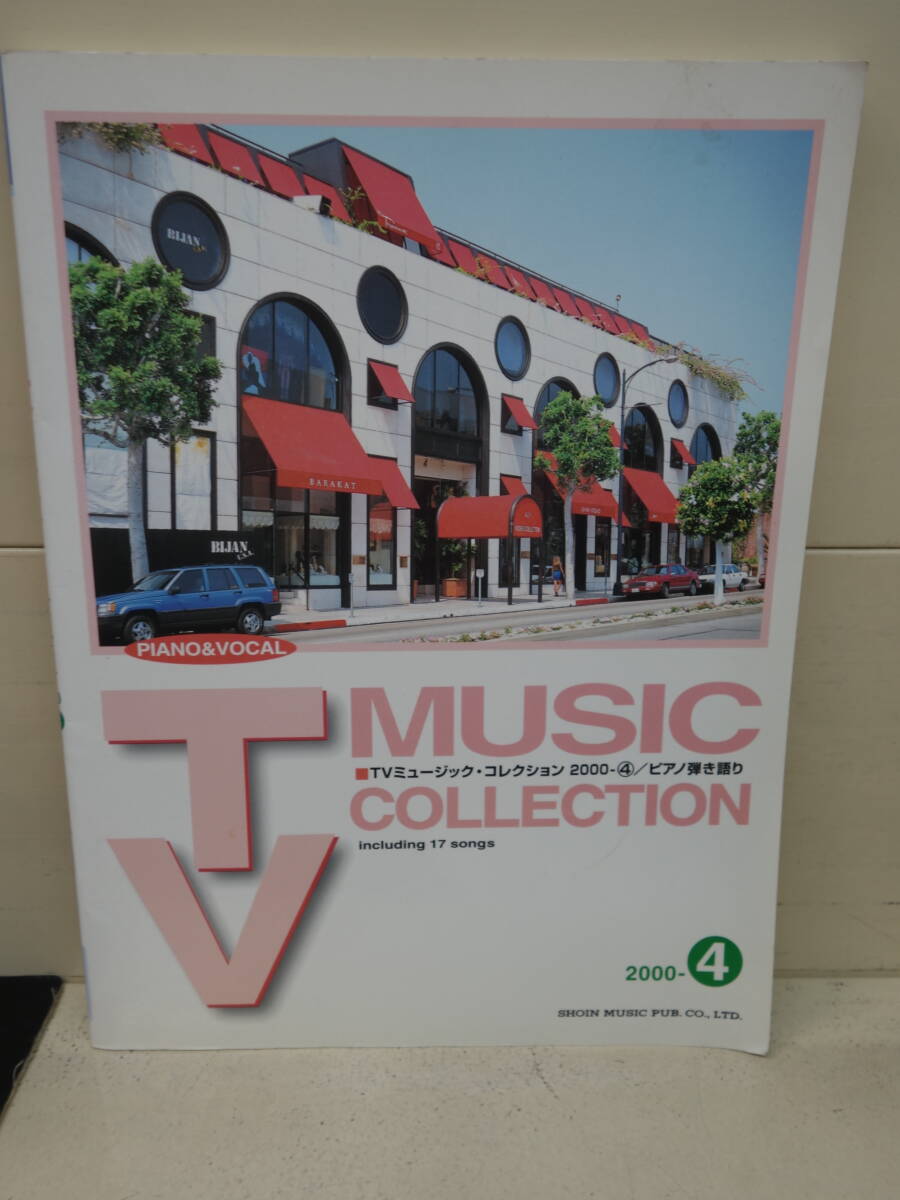 BIJAN
U.S.A.
BARAKAT
BIJAN
U.S.A.
PIANO&VOCAL
TV
MUSIC
■TVミュージック・コレクション 2000-④/ピアノ弾き語り
COLLECTION
including 17 songs
2000-4
SHOIN MUSIC PUB. CO., LTD.